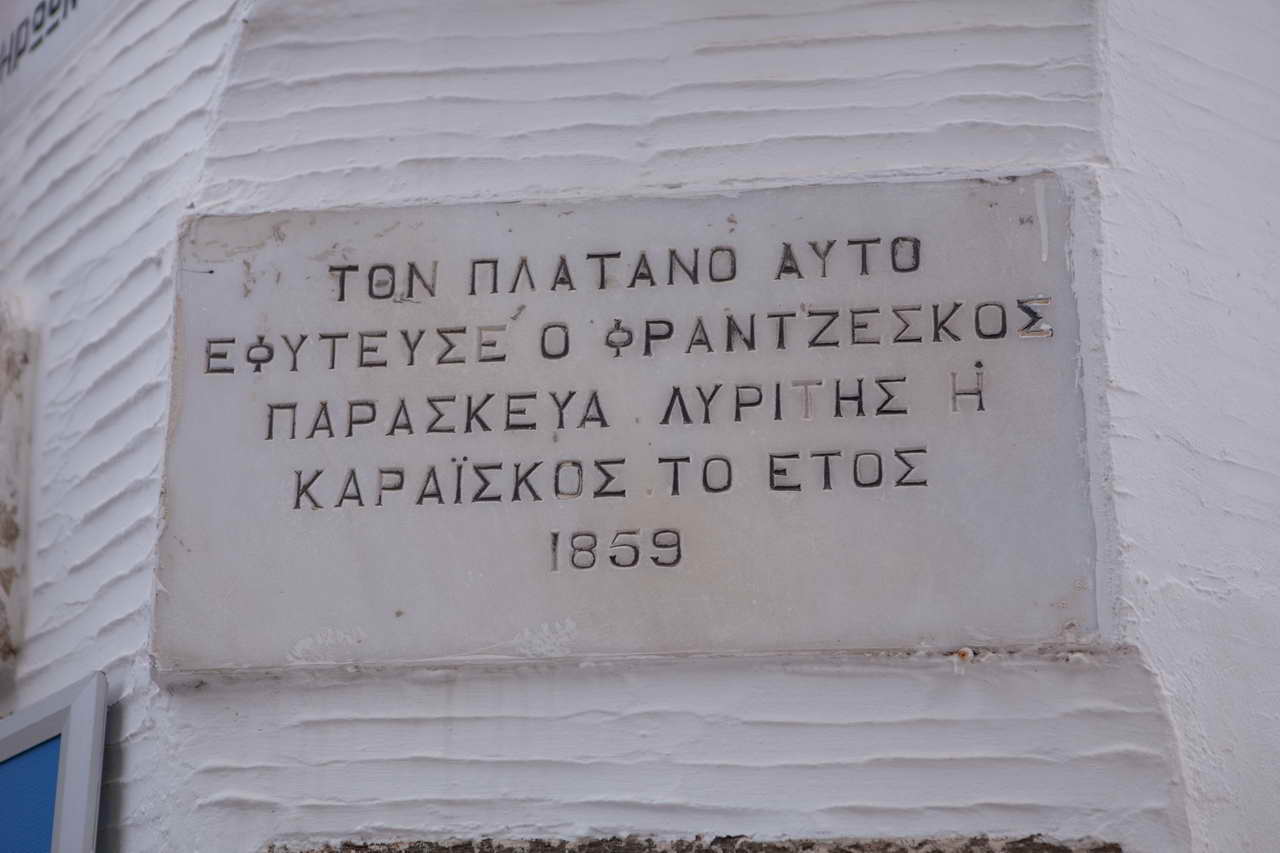 ΤΟΝ ΠΛΑΤΑΝΟ ΑΥΤΟ
ΕΦΥΤΕΥΣΕ Ο ΦΡΑΝΤΖΕΣΚΟΣ
ΠΑΡΑΣΚΕΥΑ ΛΥΡΙΤΗΣ Ἠ
ΚΑΡΑΪΣΚΟΣ ΤΟ ΕΤΟΣ
1859